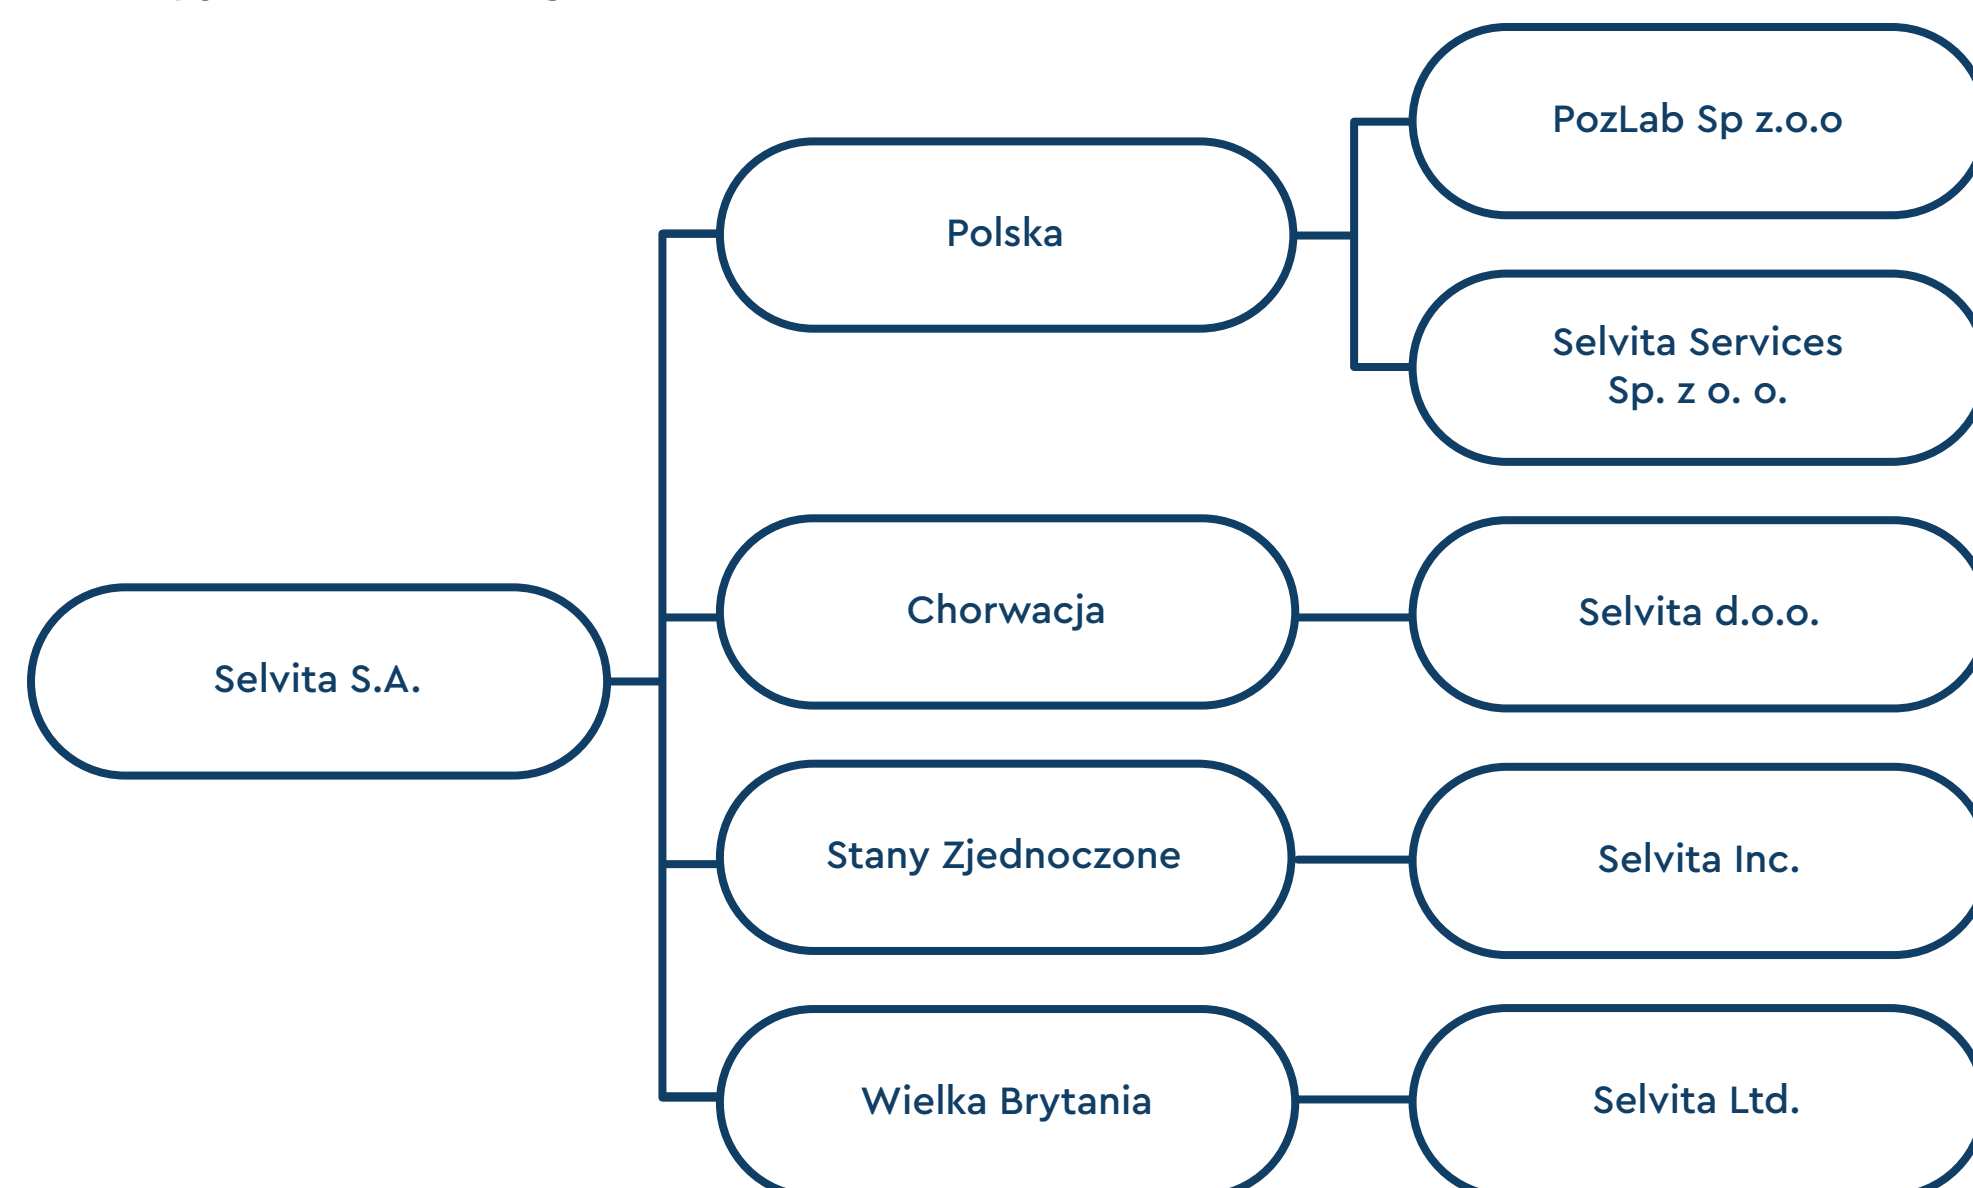 PozLab Sp z.o.o
Polska
Selvita Services
Sp. z o. o.
Chorwacja
Selvita d.o.o.
Selvita S.A.
Stany Zjednoczone
Selvita Inc.
Wielka Brytania
Selvita Ltd.